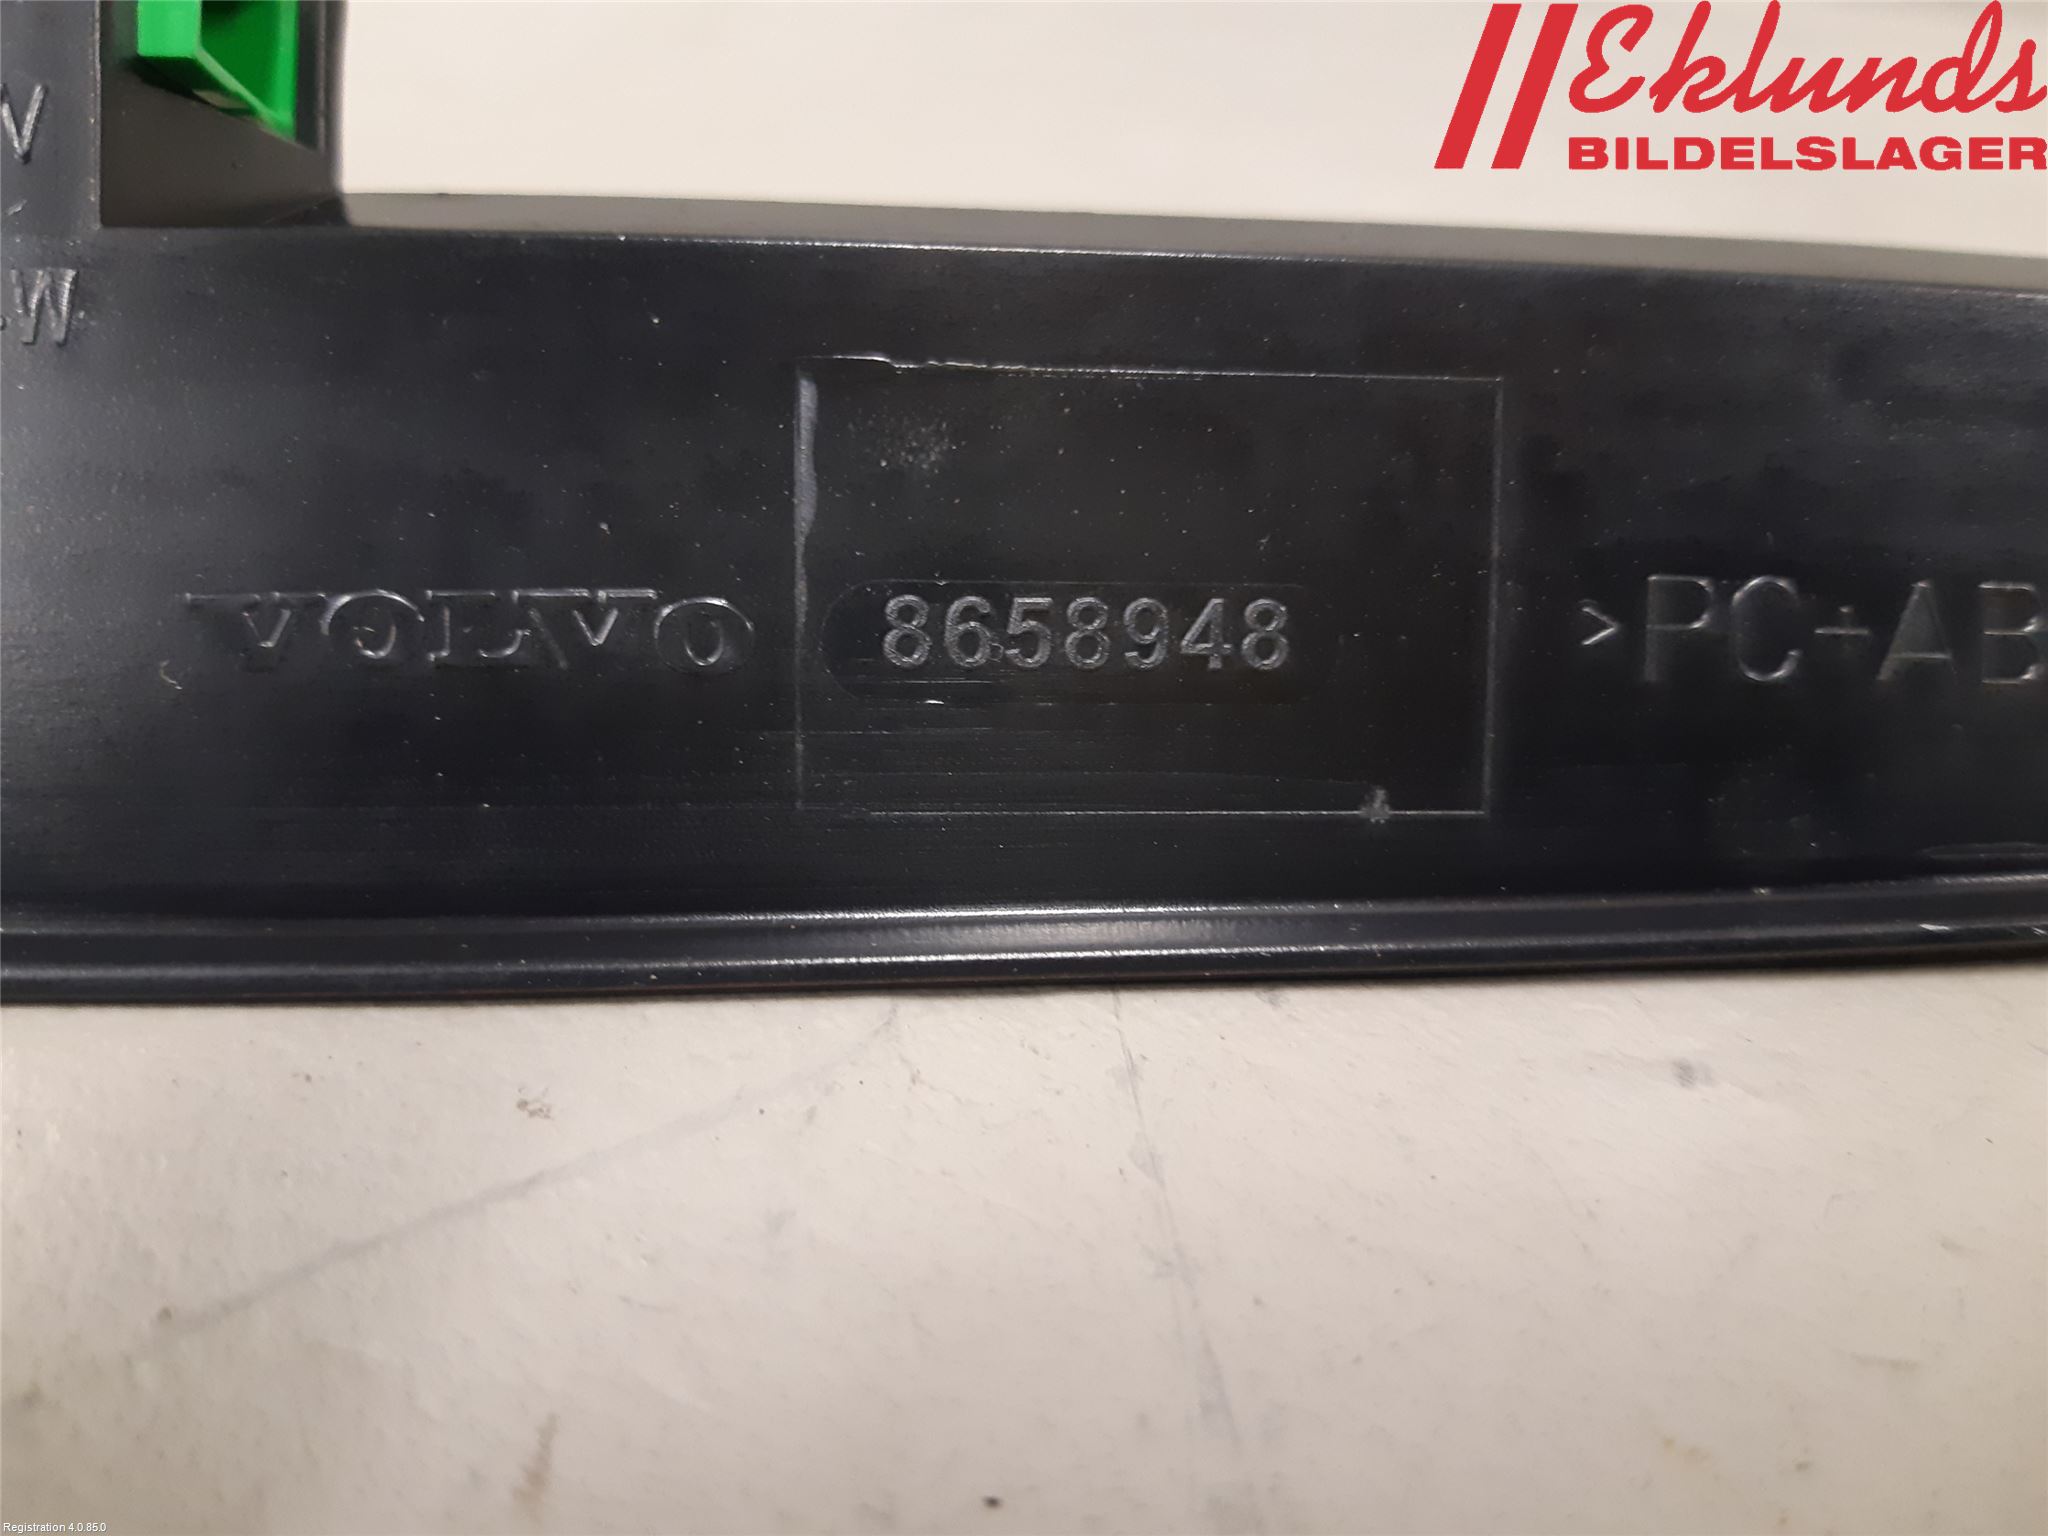 Eklunds
BILDELSLAGER
V
W
VOLVO 8658948 >PC+AB
Registration 4.0.85.0